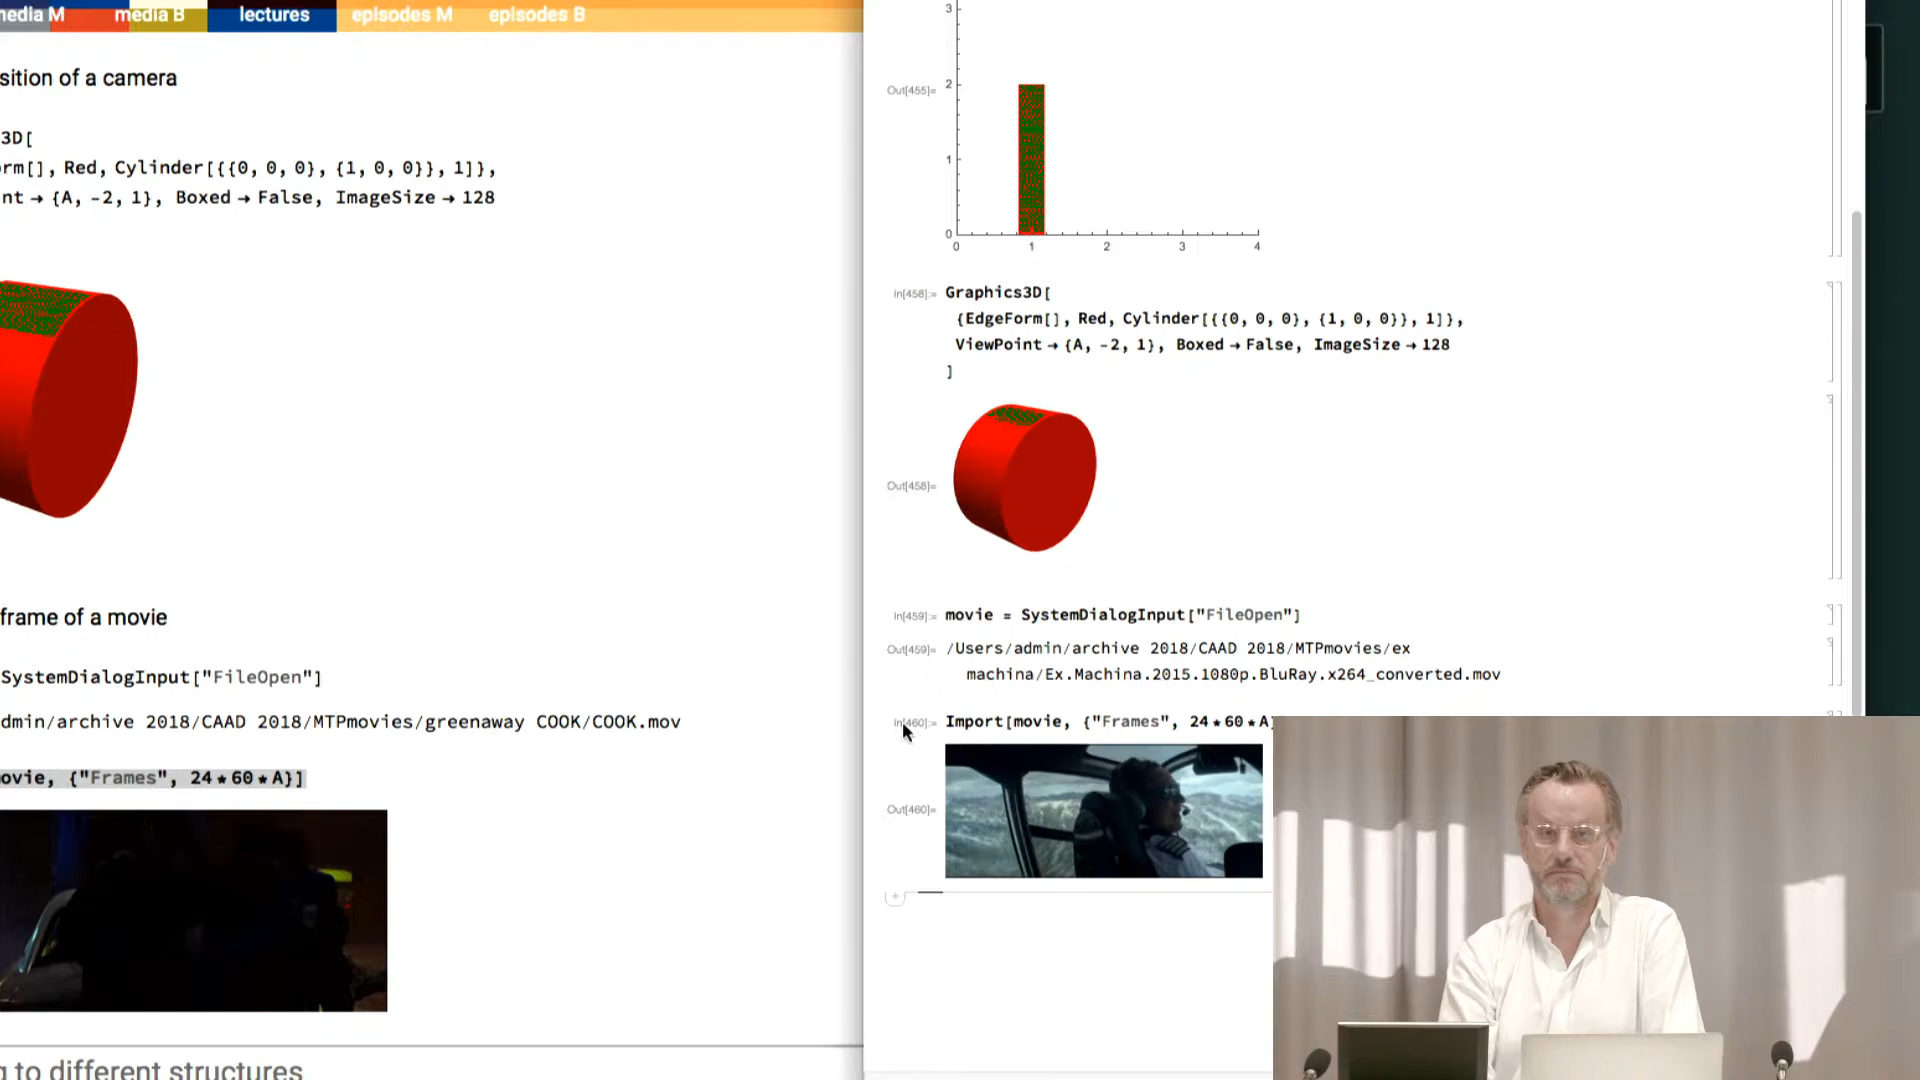 media M media B lectures episodes M episodes B
sition of a camera
3D[
rm[], Red, Cylinder[{{0, 0, 0}, {1, 0, 0}}, 1]},
nt → {A, -2, 1}, Boxed → False, ImageSize → 128
frame of a movie
SystemDialogInput["FileOpen"]
dmin/archive 2018/CAAD 2018/MTPmovies/greenaway COOK/COOK.mov
ovie, {"Frames", 24*60*A}]
g to different structures
3
Out[455]= 2
1
0
0 1 2 3 4
In[458]:= Graphics3D[
{EdgeForm[], Red, Cylinder[{{0, 0, 0}, {1, 0, 0}}, 1]},
ViewPoint → {A, -2, 1}, Boxed → False, ImageSize → 128
]
Out[458]=
In[459]:= movie = SystemDialogInput["FileOpen"]
Out[459]= /Users/admin/archive 2018/CAAD 2018/MTPmovies/ex
machina/Ex.Machina.2015.1080p.BluRay.x264_converted.mov
In[460]:= Import[movie, {"Frames", 24*60*A}
Out[460]=